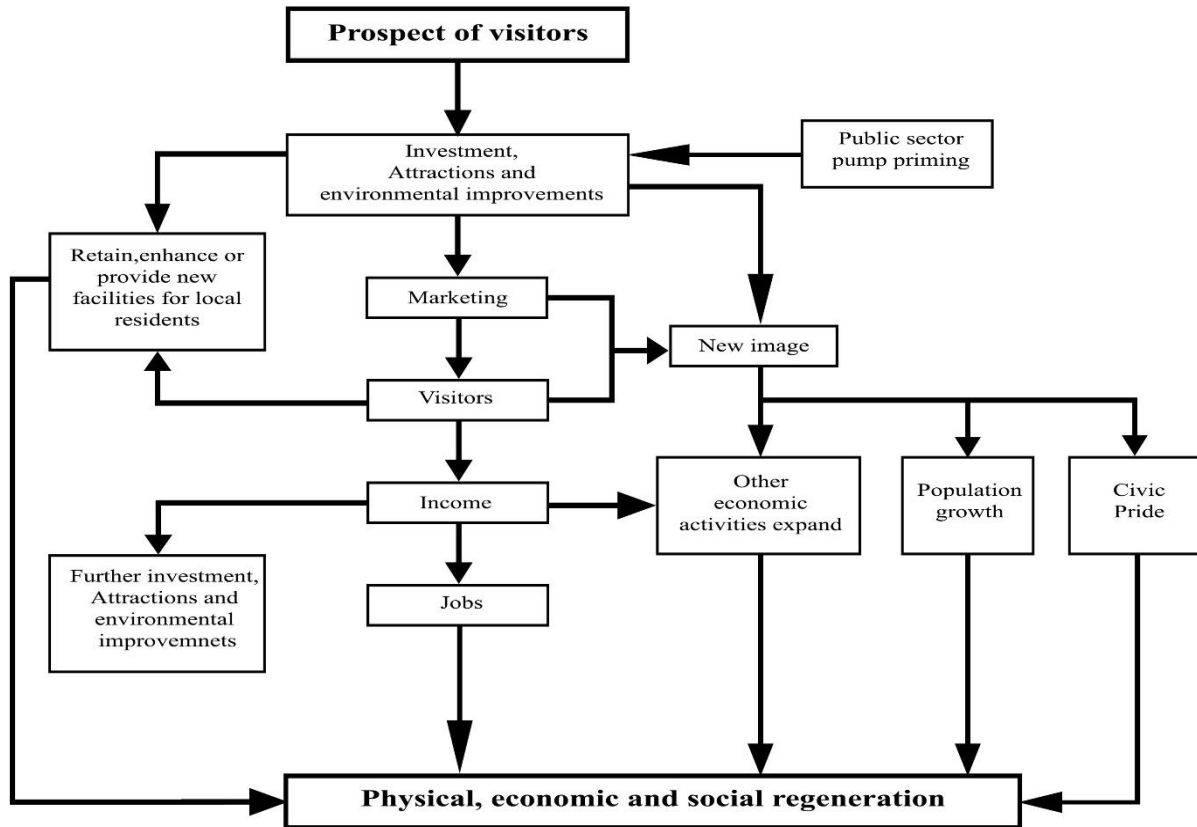 Prospect of visitors
Investment,
Attractions and
environmental improvements
Public sector
pump priming
Retain,enhance or
provide new
facilities for local
residents
Marketing
New image
Visitors
Income
Other
economic
activities expand
Population
growth
Civic
Pride
Further investment,
Attractions and
environmental
improvemnets
Jobs
Physical, economic and social regeneration